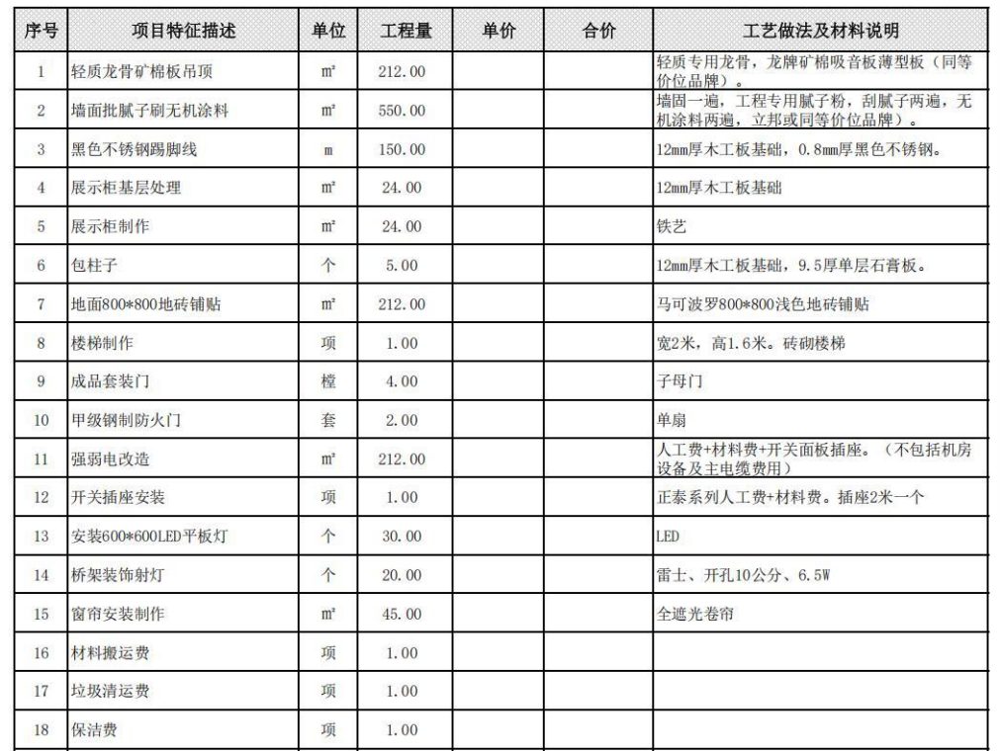 序号 项目特征描述 单位 工程量 单价 合价 工艺做法及材料说明
1 轻质龙骨矿棉板吊顶 m² 212.00 轻质专用龙骨，龙牌矿棉吸音板薄型板（同等
价位品牌）。
2 墙面批腻子刷无机涂料 m² 550.00 墙固一遍，工程专用腻子粉，刮腻子两遍，无
机涂料两遍，立邦或同等价位品牌）。
3 黑色不锈钢踢脚线 m 150.00 12mm厚木工板基础，0.8mm厚黑色不锈钢。
4 展示柜基层处理 m² 24.00 12mm厚木工板基础
5 展示柜制作 m² 24.00 铁艺
6 包柱子 个 5.00 12mm厚木工板基础，9.5厚单层石膏板。
7 地面800*800地砖铺贴 m² 212.00 马可波罗800*800浅色地砖铺贴
8 楼梯制作 项 1.00 宽2米，高1.6米。砖砌楼梯
9 成品套装门 樘 4.00 子母门
10 甲级钢制防火门 套 2.00 单扇
11 强弱电改造 m² 212.00 人工费+材料费+开关面板插座。（不包括机房
设备及主电缆费用）
12 开关插座安装 项 1.00 正泰系列人工费+材料费。插座2米一个
13 安装600*600LED平板灯 个 30.00 LED
14 桥架装饰射灯 个 20.00 雷士、开孔10公分、6.5W
15 窗帘安装制作 m² 45.00 全遮光卷帘
16 材料搬运费 项 1.00
17 垃圾清运费 项 1.00
18 保洁费 项 1.00